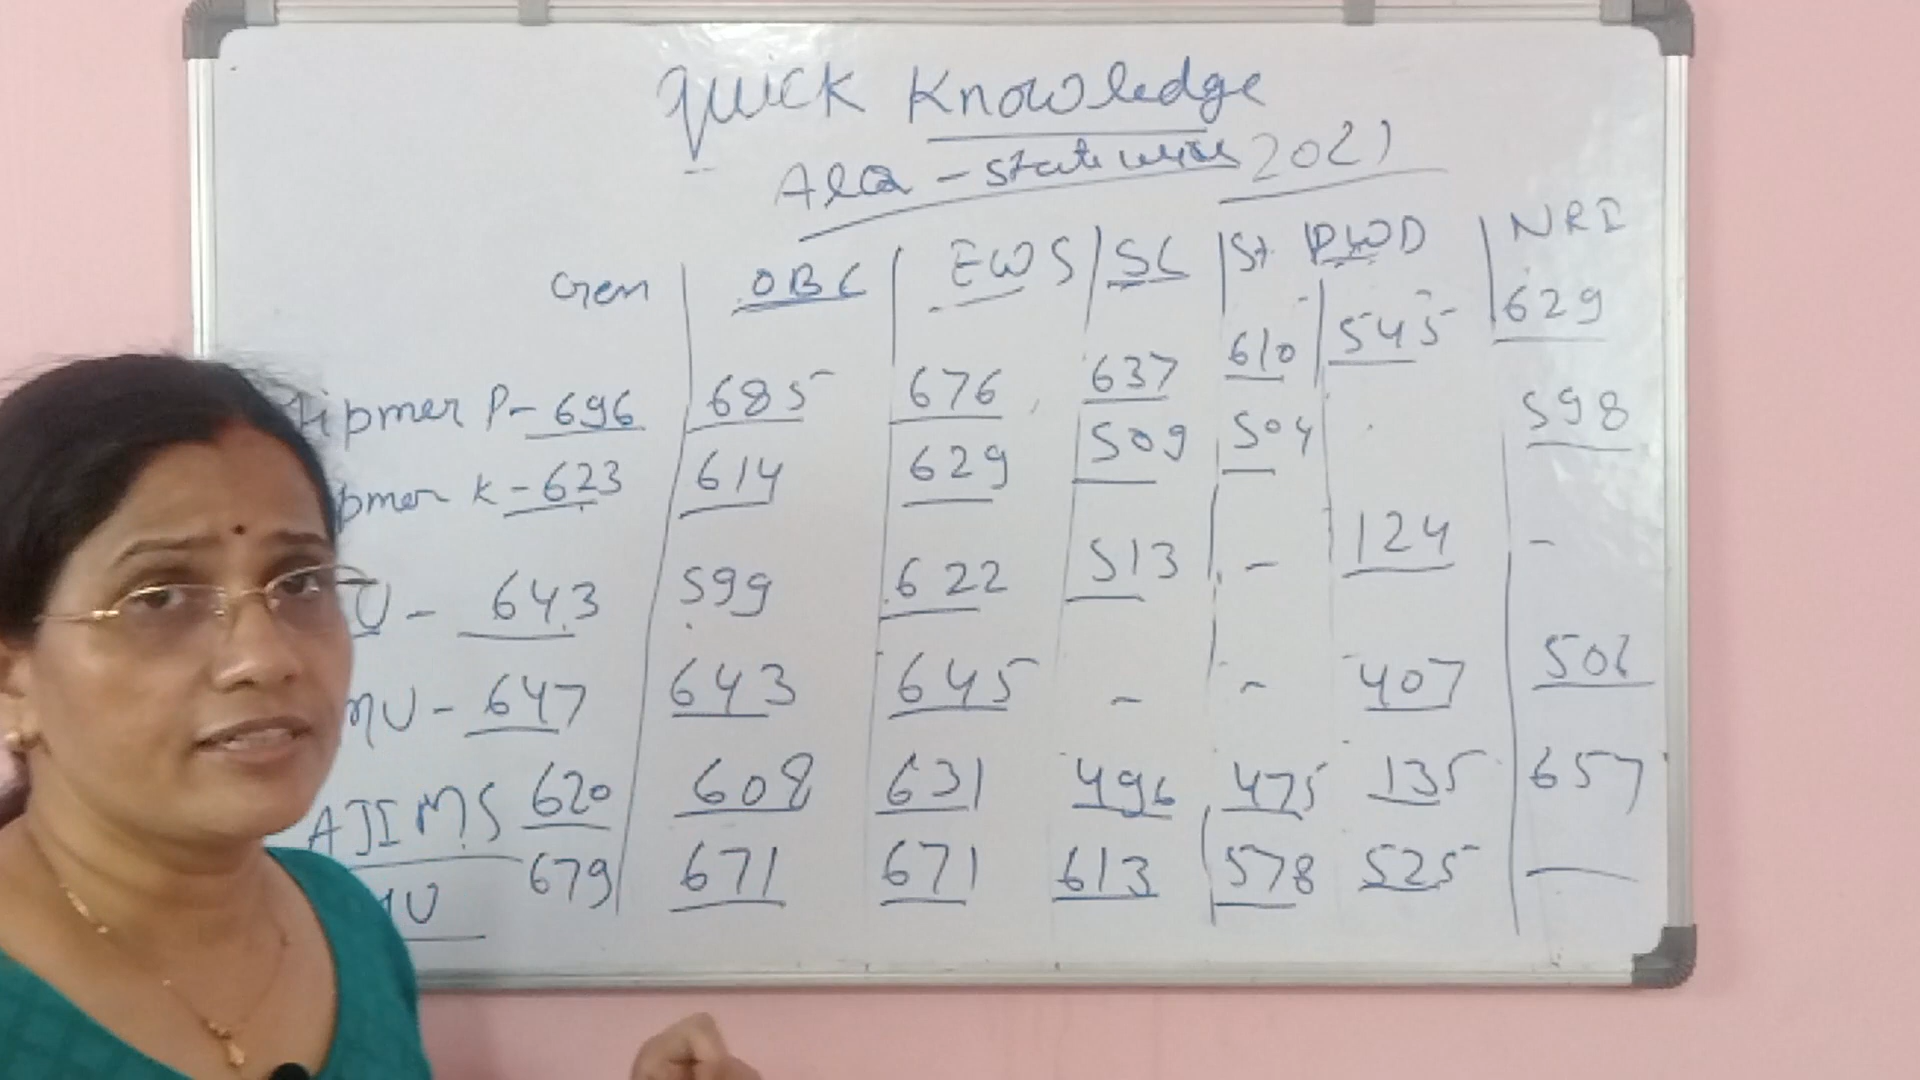 Quick Knowledge
AIQ - State wise 2021
Gen OBC EWS SC St PWD NRI
Jipmer P- 696 685 676 637 610 545 629
pmer K - 623 614 629 509 504 598
U - 643 599 622 513 - 124 -
MU - 647 643 645 - - 407 506
AJIMS 620 608 631 496 475 135 657
U 679 671 671 613 578 525 -